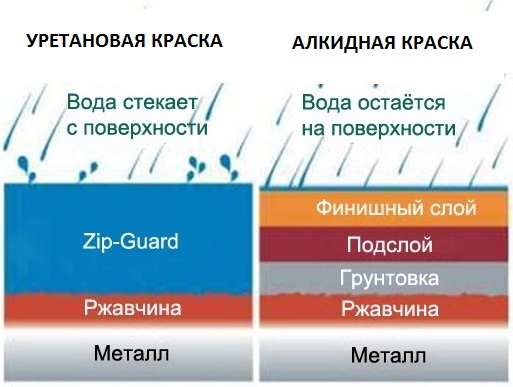 УРЕТАНОВАЯ КРАСКА
Вода стекает
с поверхности
Zip-Guard
Ржавчина
Металл
АЛКИДНАЯ КРАСКА
Вода остаётся
на поверхности
Финишный слой
Подслой
Грунтовка
Ржавчина
Металл